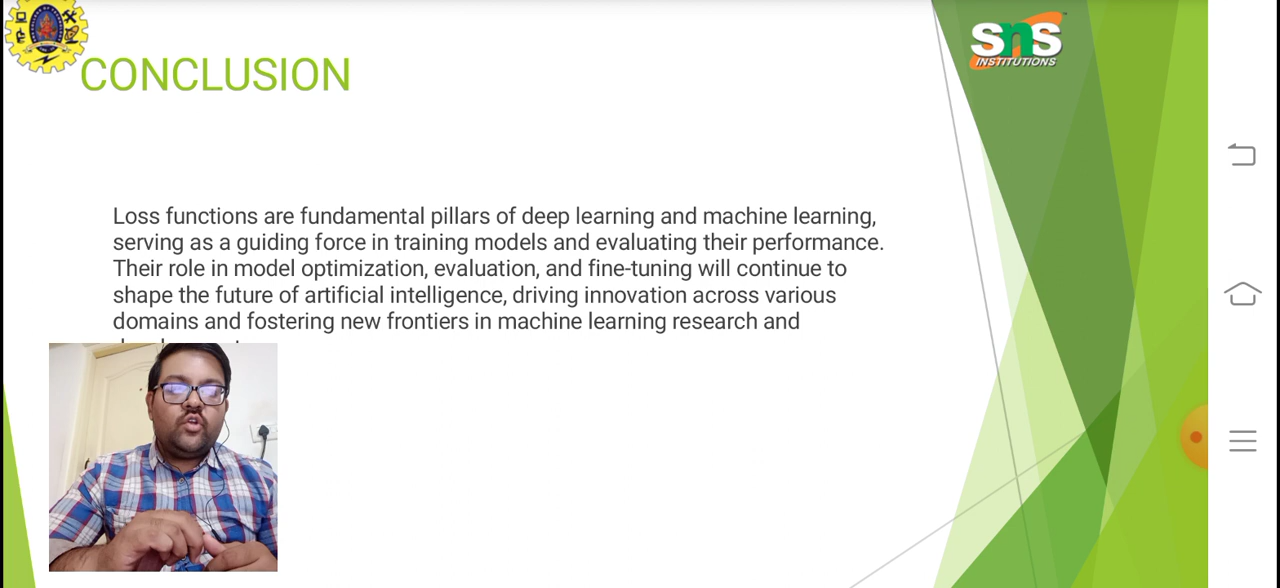 SNS
INSTITUTIONS
CONCLUSION
Loss functions are fundamental pillars of deep learning and machine learning,
serving as a guiding force in training models and evaluating their performance.
Their role in model optimization, evaluation, and fine-tuning will continue to
shape the future of artificial intelligence, driving innovation across various
domains and fostering new frontiers in machine learning research and